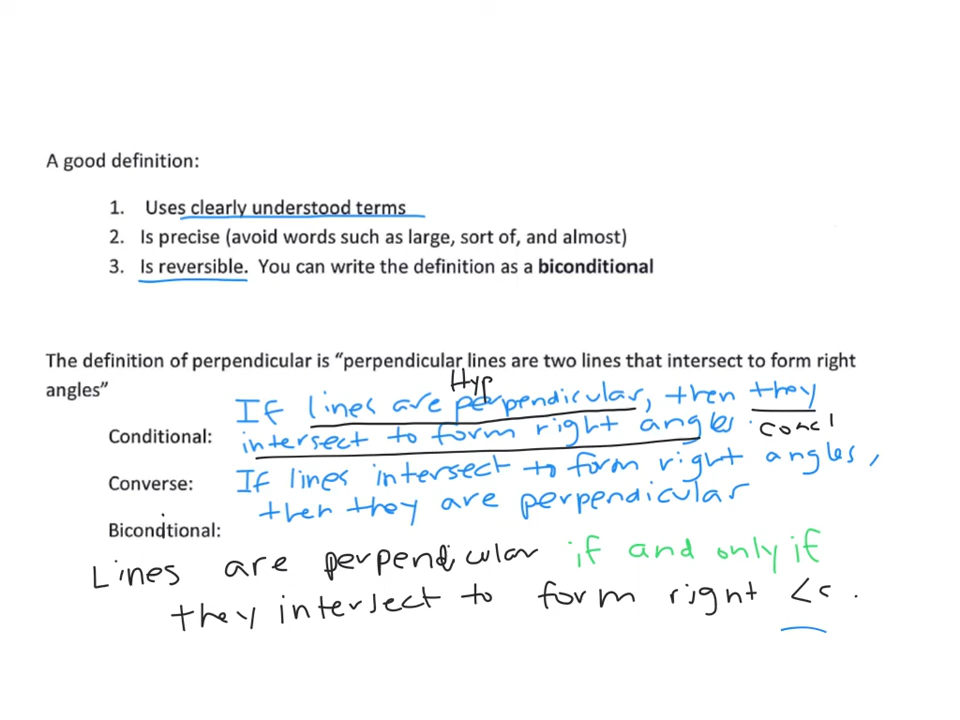 A good definition:
1. Uses clearly understood terms
2. Is precise (avoid words such as large, sort of, and almost)
3. Is reversible. You can write the definition as a biconditional
The definition of perpendicular is “perpendicular lines are two lines that intersect to form right
angles”
Hyp
If lines are perpendicular, then they
Conditional: intersect to form right angles.
concl
Converse: If lines intersect to form right angles,
then they are perpendicular
Biconditional:
Lines are perpendicular if and only if
they intersect to form right <s.